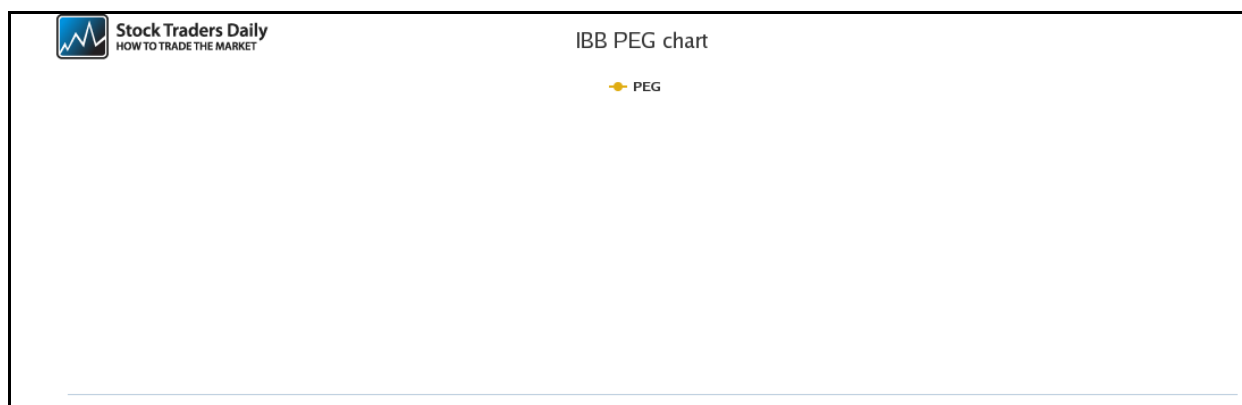 Stock Traders Daily
HOW TO TRADE THE MARKET
IBB PEG chart
PEG